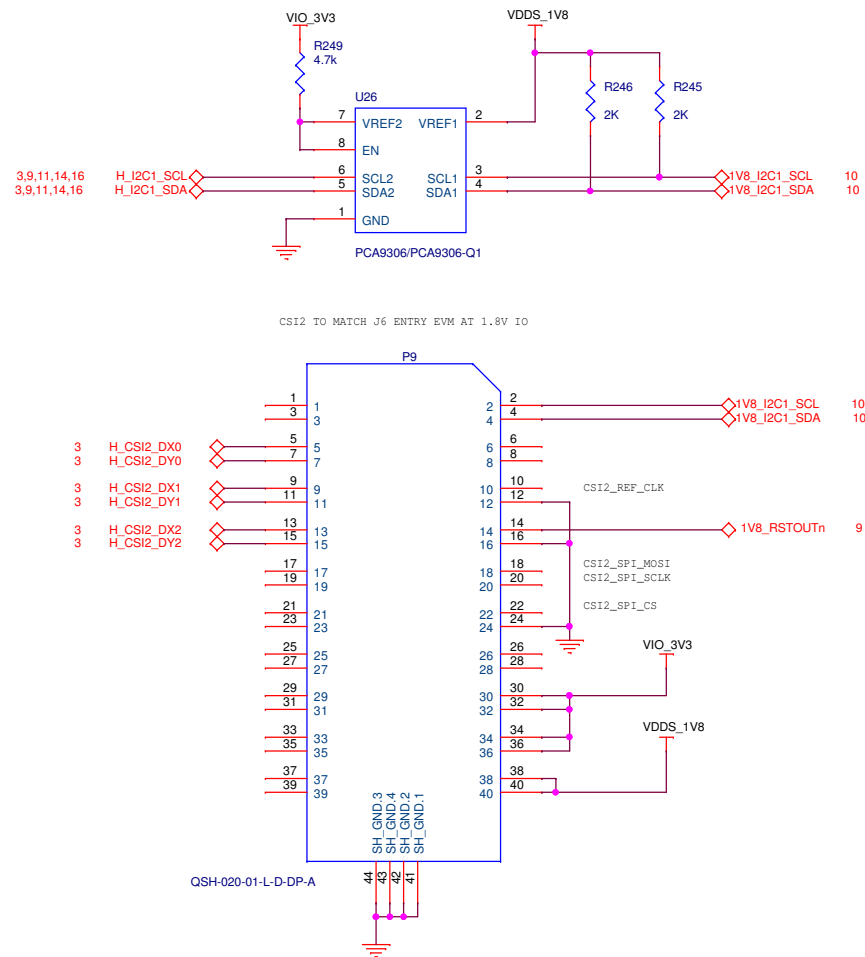 VIO_3V3 VDDS_1V8
R249
4.7k
R246 R245
2K 2K
U26
7 VREF2 VREF1 2
8 EN
3,9,11,14,16 H_I2C1_SCL 6 SCL2 SCL1 3 1V8_I2C1_SCL 10
3,9,11,14,16 H_I2C1_SDA 5 SDA2 SDA1 4 1V8_I2C1_SDA 10
1 GND
PCA9306/PCA9306-Q1
CSI2 TO MATCH J6 ENTRY EVM AT 1.8V IO
P9
1 1 2 2 1V8_I2C1_SCL 10
3 3 4 4 1V8_I2C1_SDA 10
3 H_CSI2_DX0 5 5 6 6
3 H_CSI2_DY0 7 7 8 8
3 H_CSI2_DX1 9 9 10 10 CSI2_REF_CLK
3 H_CSI2_DY1 11 11 12 12
3 H_CSI2_DX2 13 13 14 14 1V8_RSTOUTn 9
3 H_CSI2_DY2 15 15 16 16
17 17 18 18 CSI2_SPI_MOSI
19 19 20 20 CSI2_SPI_SCLK
21 21 22 22 CSI2_SPI_CS
23 23 24 24
25 25 26 26
27 27 28 28
VIO_3V3
29 29 30 30
31 31 32 32
33 33 34 34
35 35 36 36
VDDS_1V8
37 37 38 38
39 39 40 40
SH_GND.3 SH_GND.4 SH_GND.2 SH_GND.1
44 43 42 41
QSH-020-01-L-D-DP-A